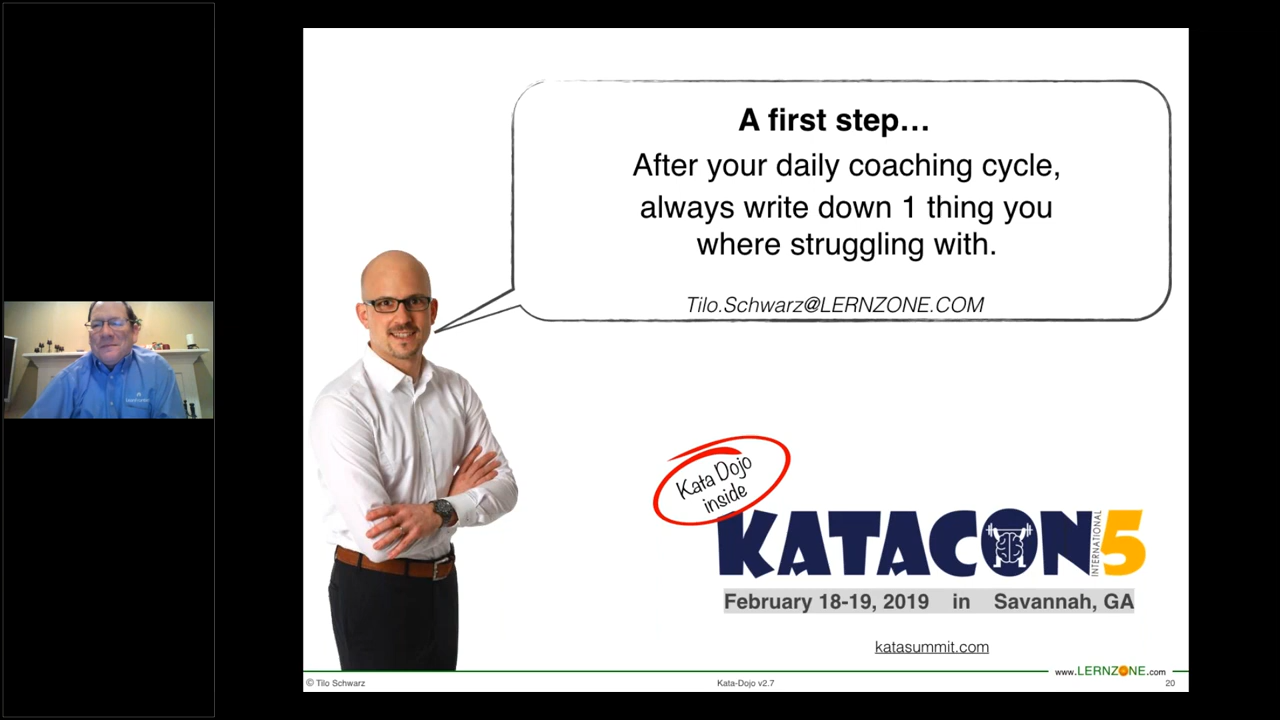 A first step...
After your daily coaching cycle,
always write down 1 thing you
where struggling with.
Tilo.Schwarz@LERNZONE.COM
Kata Dojo
inside
KATACON 5
INTERNATIONAL
February 18-19, 2019 in Savannah, GA
katasummit.com
www.LERNZONE.com
© Tilo Schwarz
Kata-Dojo v2.7
20